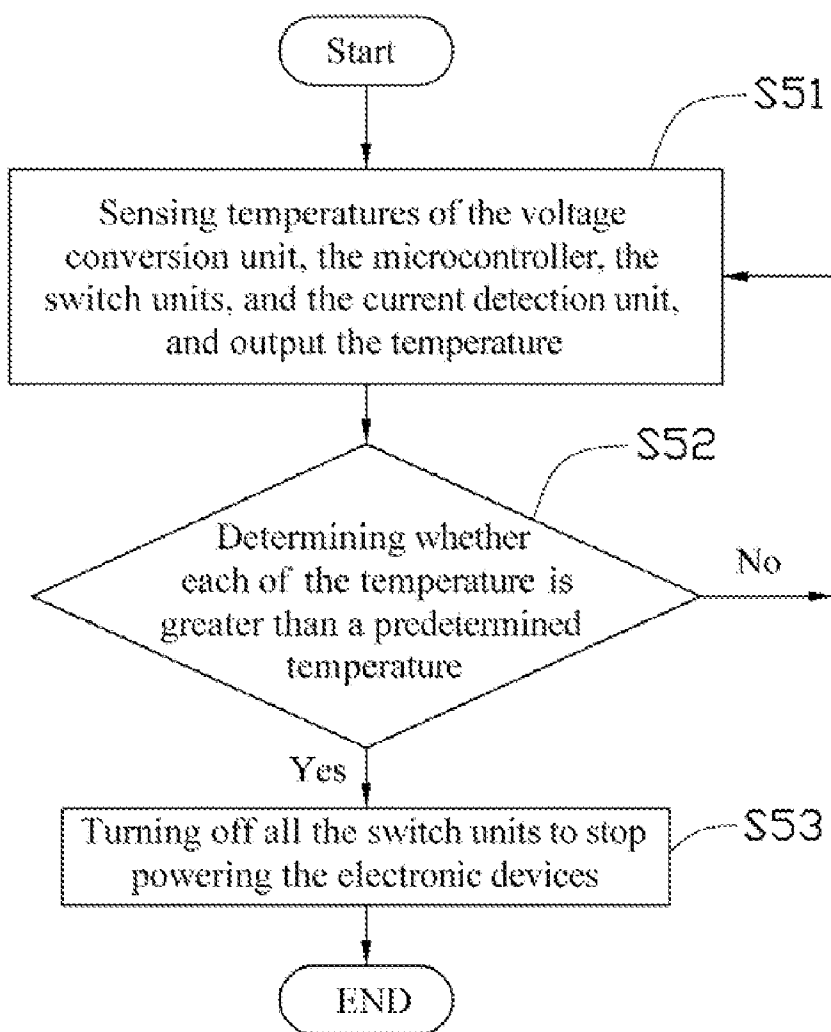 Start
S51
Sensing temperatures of the voltage
conversion unit, the microcontroller, the
switch units, and the current detection unit,
and output the temperature
S52
Determining whether
each of the temperature is
greater than a predetermined
temperature
No
Yes
Turning off all the switch units to stop
powering the electronic devices
S53
END